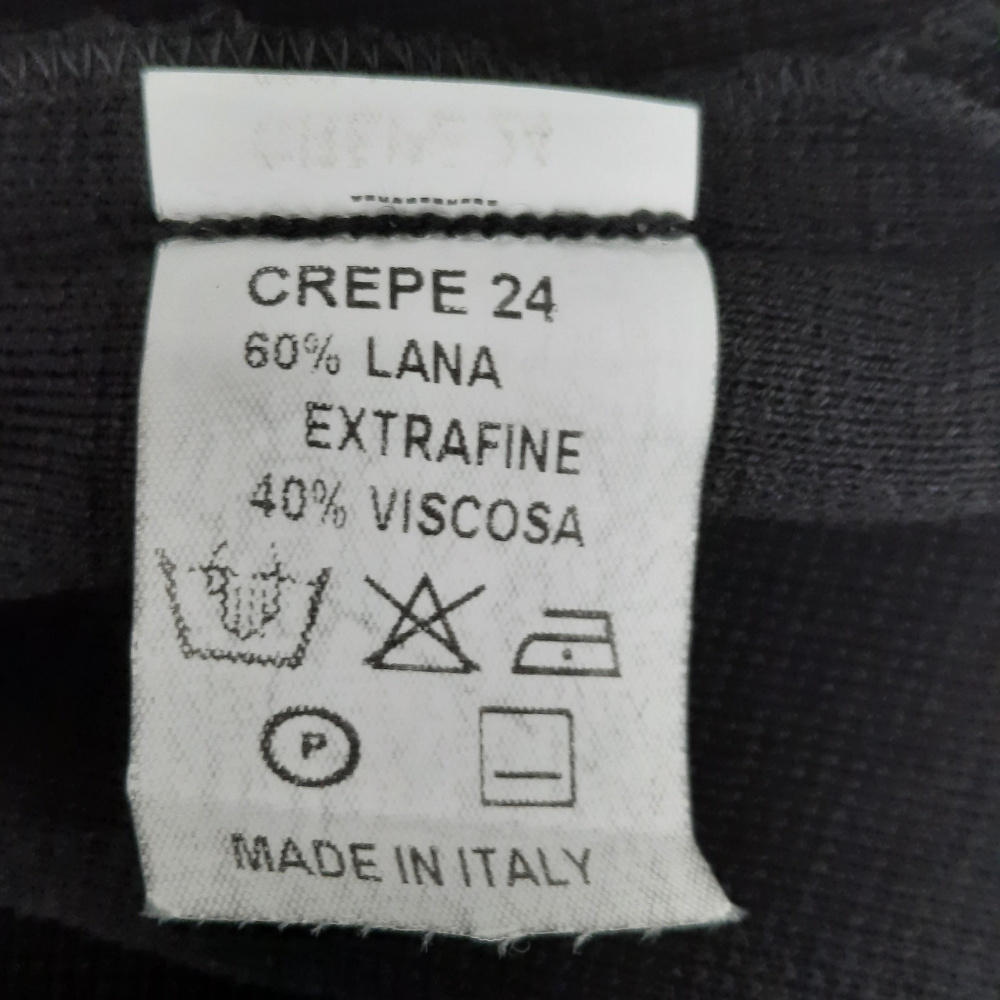 CREPE 24
60% LANA
EXTRAFINE
40% VISCOSA
P
MADE IN ITALY